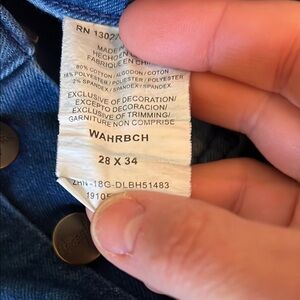 RN 1302
MADE IN
HECHO EN
FABRIQUE EN
80% COTTON / ALGODON / COTON
18% POLYESTER / POLIESTER / POLYESTER
2% SPANDEX / SPANDEX / SPANDEX
EXCLUSIVE OF DECORATION/
EXCEPTO DECORACION/
EXCLUSIVE OF TRIMMING/
GARNITURE NON COMPRISE
WAHRBCH
28 X 34
ZHN -18G-DLBH51483
19105